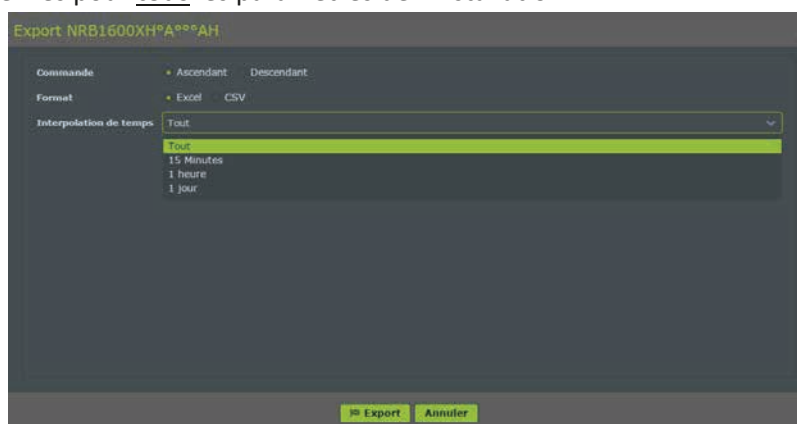 Export NRB1600XH°A°°°AH
Commande • Ascendant Descendant
Format • Excel CSV
Interpolation de temps Tout
Tout
15 Minutes
1 heure
1 jour
Export Annuler